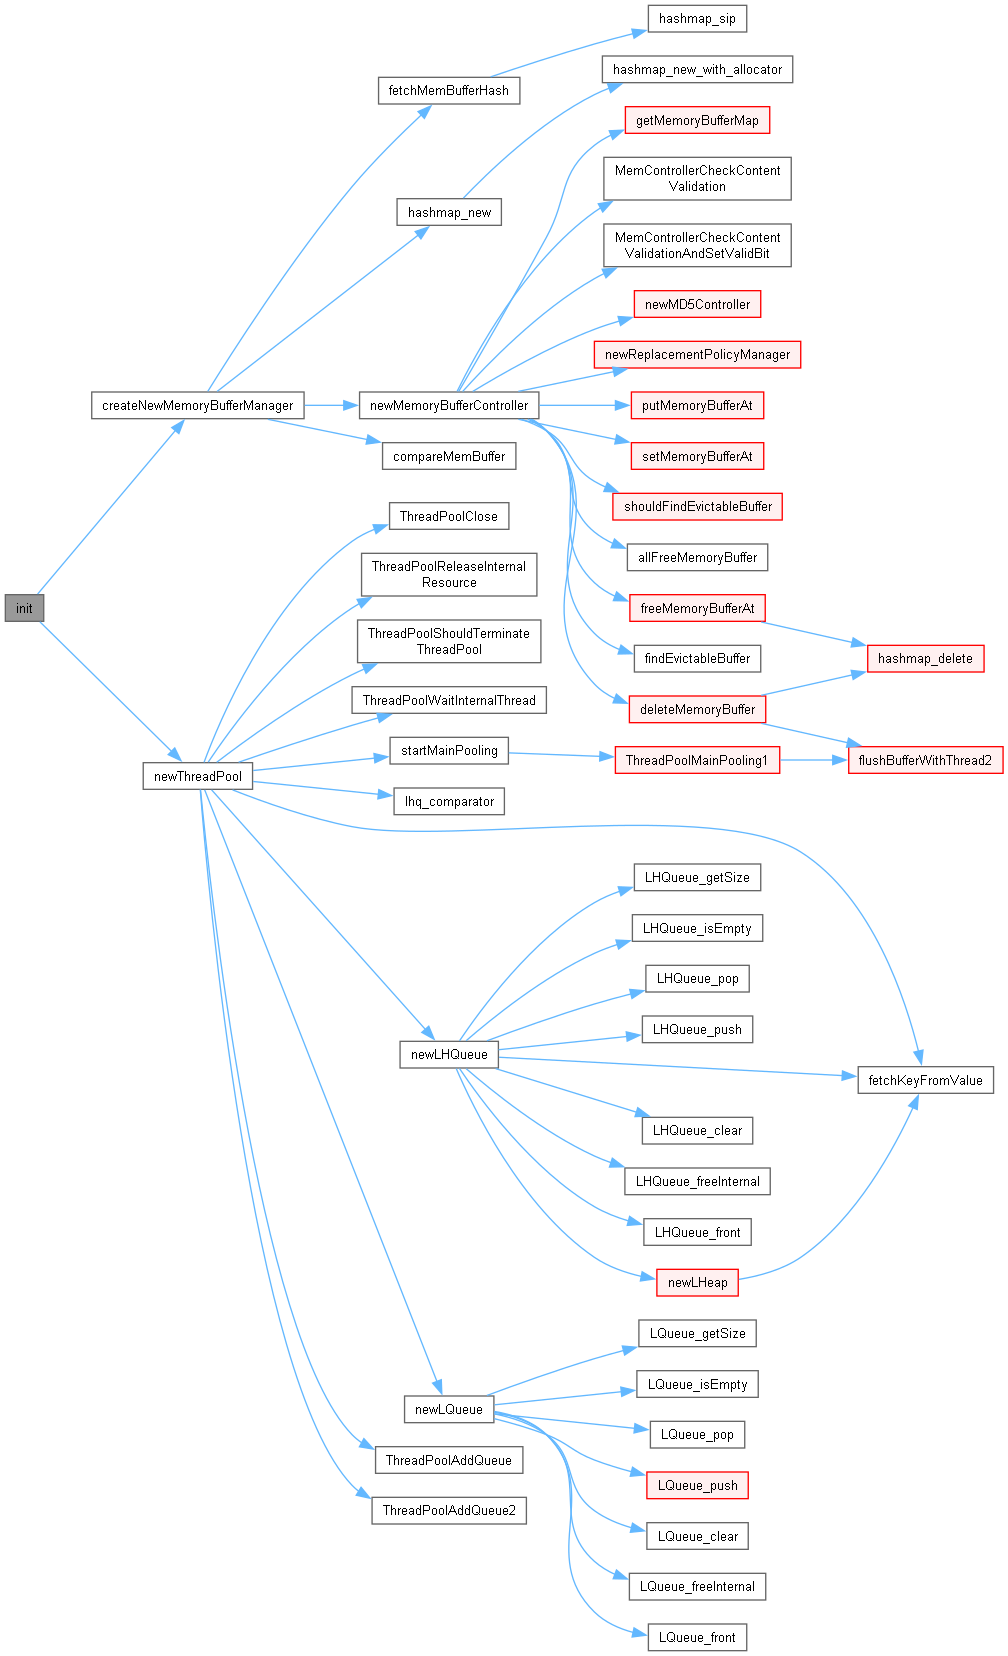 hashmap_sip
hashmap_new_with_allocator
fetchMemBufferHash
getMemoryBufferMap
MemControllerCheckContent
Validation
hashmap_new
MemControllerCheckContent
ValidationAndSetValidBit
newMD5Controller
newReplacementPolicyManager
createNewMemoryBufferManager
newMemoryBufferController
putMemoryBufferAt
compareMemBuffer
setMemoryBufferAt
ThreadPoolClose
shouldFindEvictableBuffer
allFreeMemoryBuffer
ThreadPoolReleaseInternal
Resource
init
freeMemoryBufferAt
ThreadPoolShouldTerminate
ThreadPool
findEvictableBuffer
hashmap_delete
ThreadPoolWaitInternalThread
deleteMemoryBuffer
startMainPooling
ThreadPoolMainPooling1
flushBufferWithThread2
newThreadPool
lhq_comparator
LHQueue_getSize
LHQueue_isEmpty
LHQueue_pop
LHQueue_push
newLHQueue
fetchKeyFromValue
LHQueue_clear
LHQueue_freeInternal
LHQueue_front
newLHeap
LQueue_getSize
LQueue_isEmpty
newLQueue
LQueue_pop
ThreadPoolAddQueue
LQueue_push
ThreadPoolAddQueue2
LQueue_clear
LQueue_freeInternal
LQueue_front